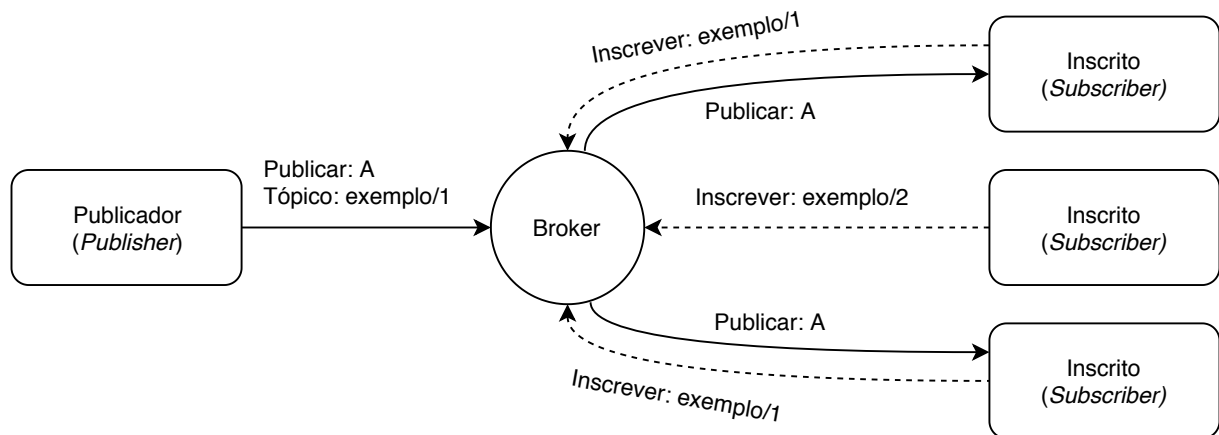 Inscrever: exemplo/1
Inscrito
(Subscriber)
Publicar: A
Publicar: A
Tópico: exemplo/1
Publicador
(Publisher)
Broker
Inscrever: exemplo/2
Inscrito
(Subscriber)
Publicar: A
Inscrever: exemplo/1
Inscrito
(Subscriber)